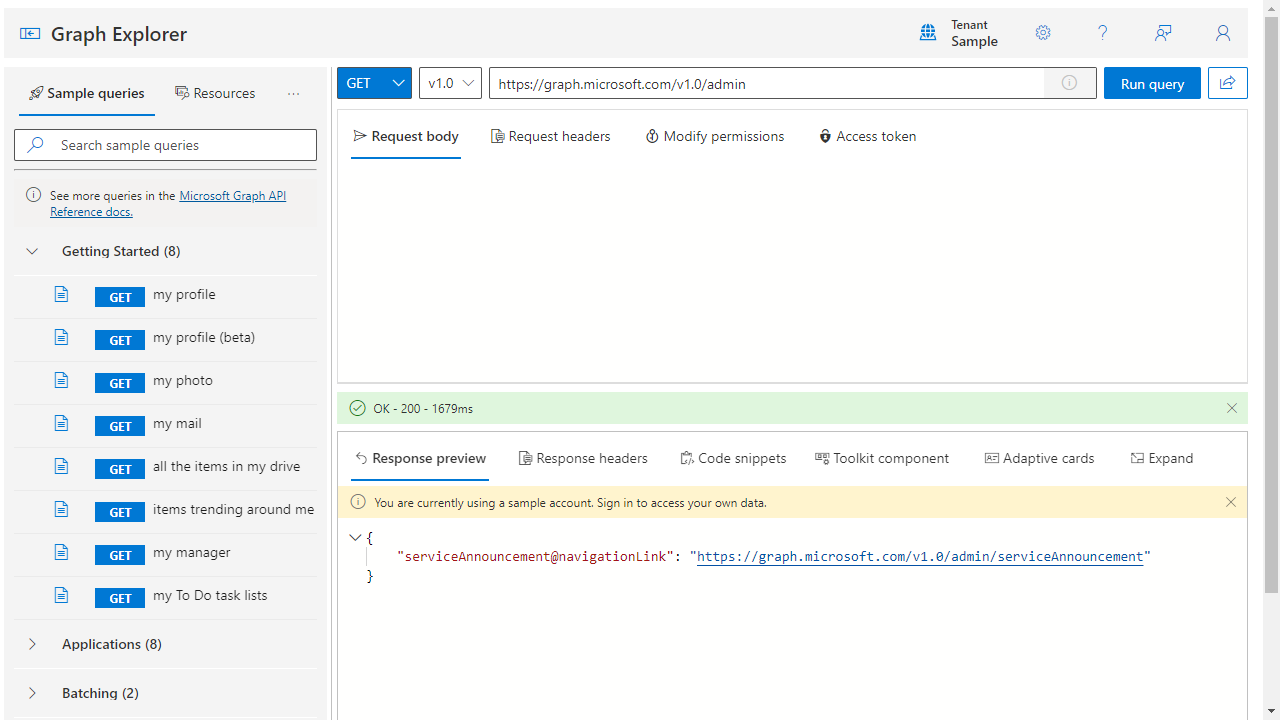 Graph Explorer
Tenant
Sample
Sample queries
Resources
...
Search sample queries
See more queries in the Microsoft Graph API
Reference docs.
Getting Started (8)
GET my profile
GET my profile (beta)
GET my photo
GET my mail
GET all the items in my drive
GET items trending around me
GET my manager
GET my To Do task lists
Applications (8)
Batching (2)
GET
v1.0
https://graph.microsoft.com/v1.0/admin
Run query
Request body
Request headers
Modify permissions
Access token
OK - 200 - 1679ms
Response preview
Response headers
Code snippets
Toolkit component
Adaptive cards
Expand
You are currently using a sample account. Sign in to access your own data.
{
"serviceAnnouncement@navigationLink": "https://graph.microsoft.com/v1.0/admin/serviceAnnouncement"
}